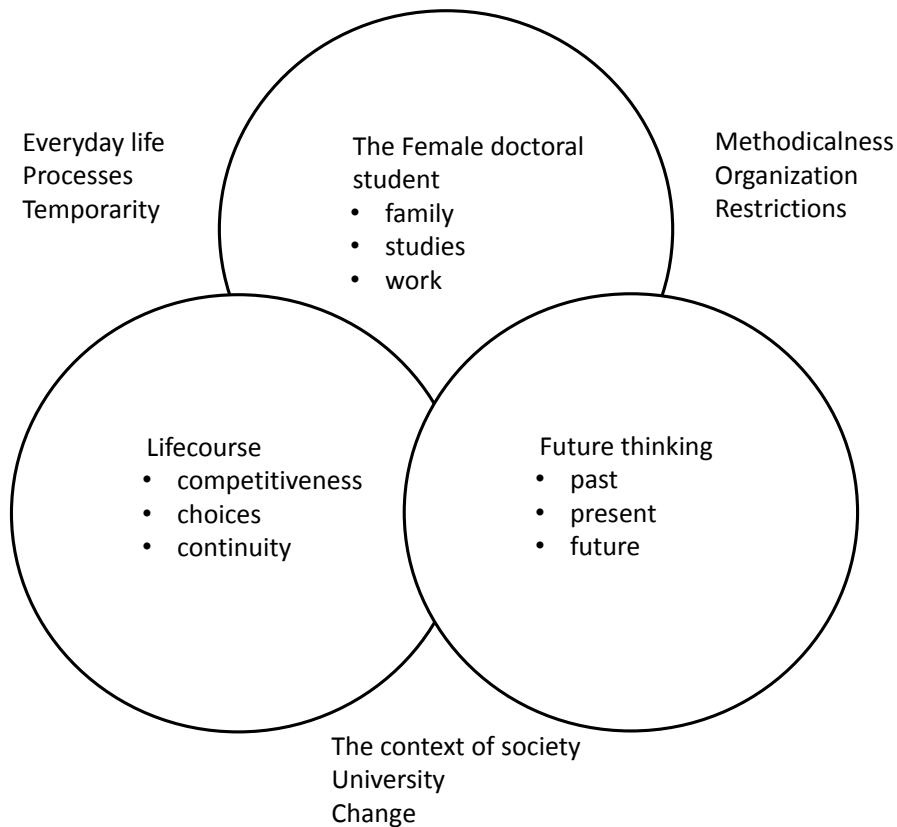 Everyday life
Processes
Temporarity
The Female doctoral
student
• family
• studies
• work
Methodicalness
Organization
Restrictions
Lifecourse
• competitiveness
• choices
• continuity
Future thinking
• past
• present
• future
The context of society
University
Change